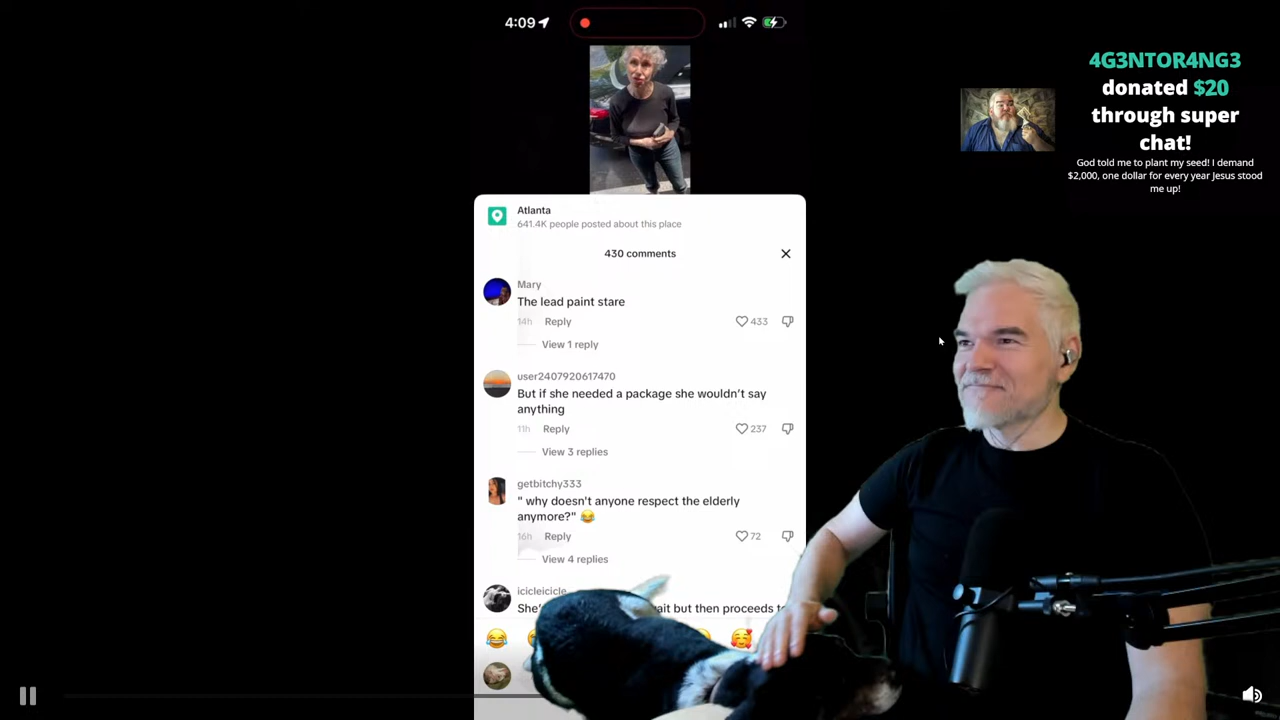 4:09
Atlanta
641.4K people posted about this place
430 comments
Mary
The lead paint stare
14h Reply 433
View 1 reply
user2407920617470
But if she needed a package she wouldn’t say
anything
11h Reply 237
View 3 replies
getbitchy333
" why doesn't anyone respect the elderly
anymore?" 😂
16h Reply 72
View 4 replies
icicleicicle
but then proceeds
4G3NTOR4NG3
donated $20
through super
chat!
God told me to plant my seed! I demand
$2,000, one dollar for every year Jesus stood
me up!